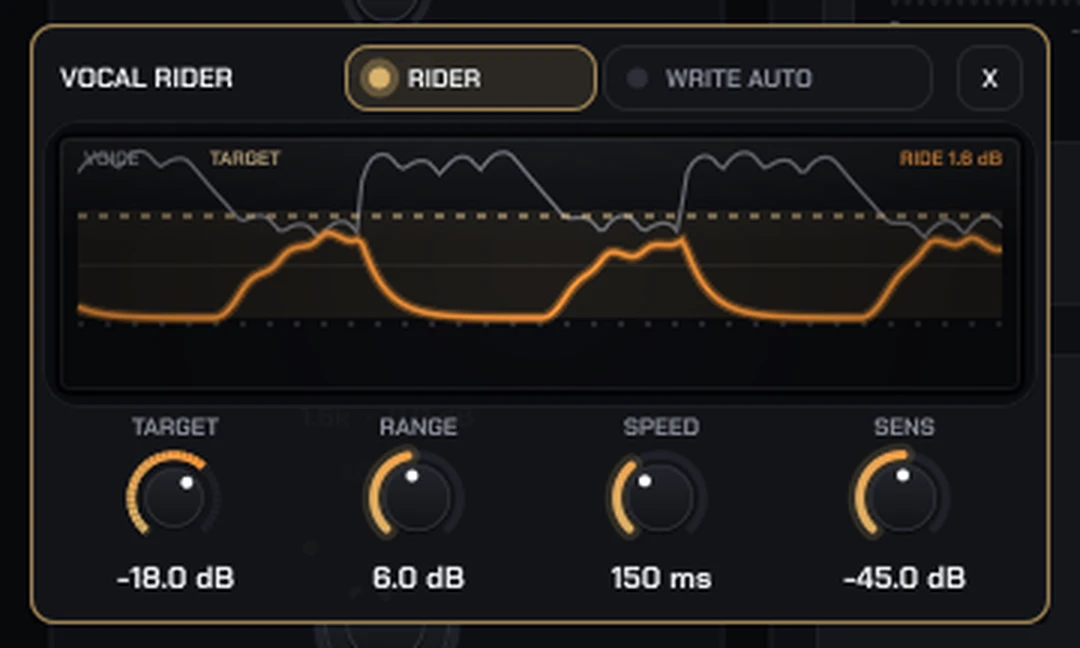 VOCAL RIDER
RIDER
WRITE AUTO
X
VOICE
TARGET
RIDE 1.6 dB
TARGET
RANGE
SPEED
SENS
-18.0 dB
6.0 dB
150 ms
-45.0 dB